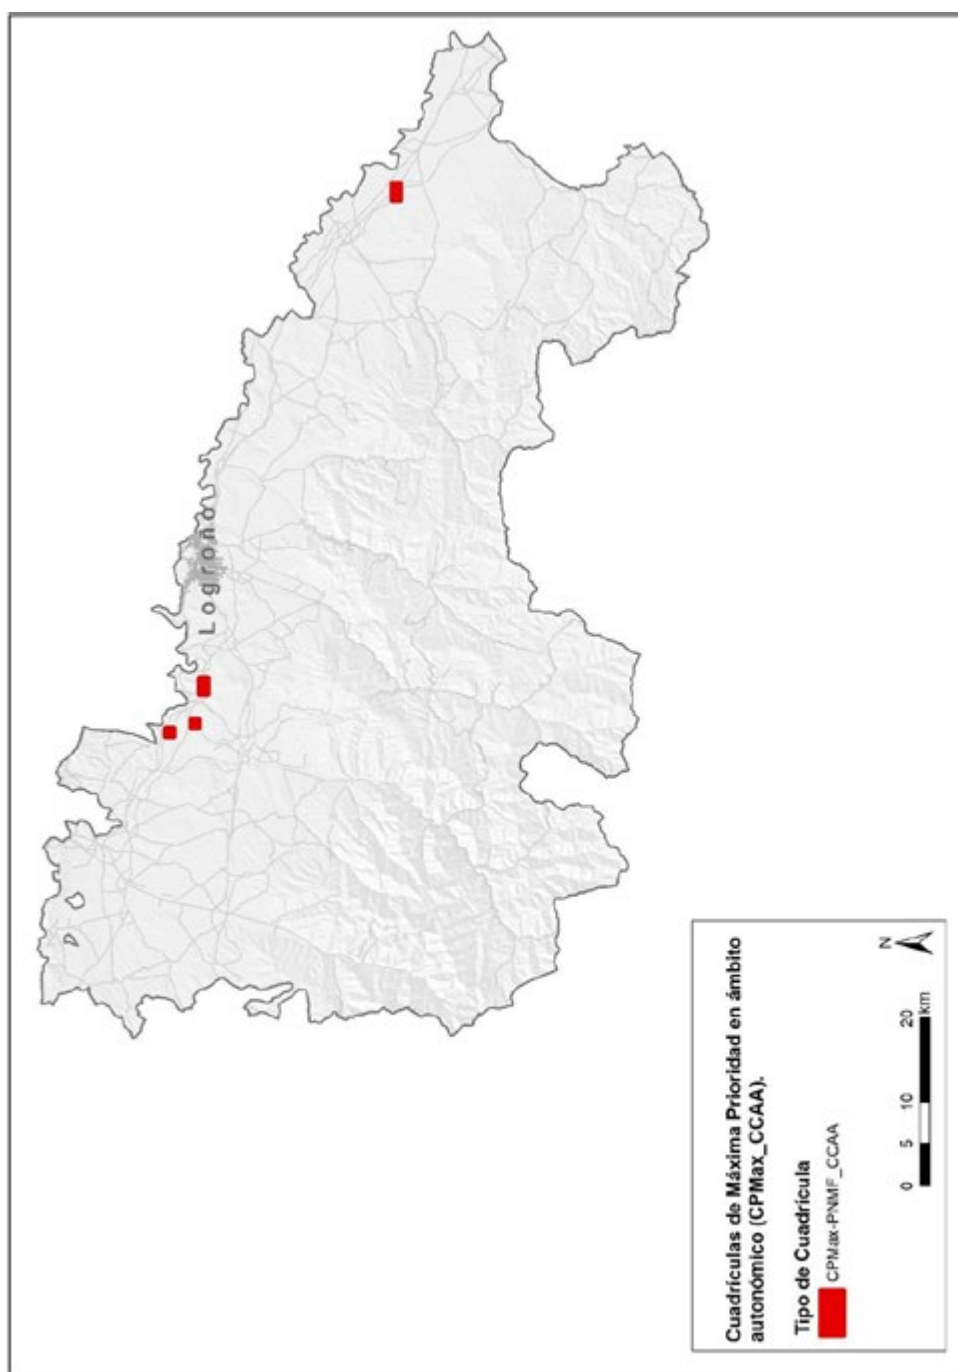 Logroño
Cuadrículas de Máxima Prioridad en ámbito
autonómico (CPMax_CCAA).
Tipo de Cuadrícula
CPMax-PNMF_CCAA
N
0 5 10 20
km